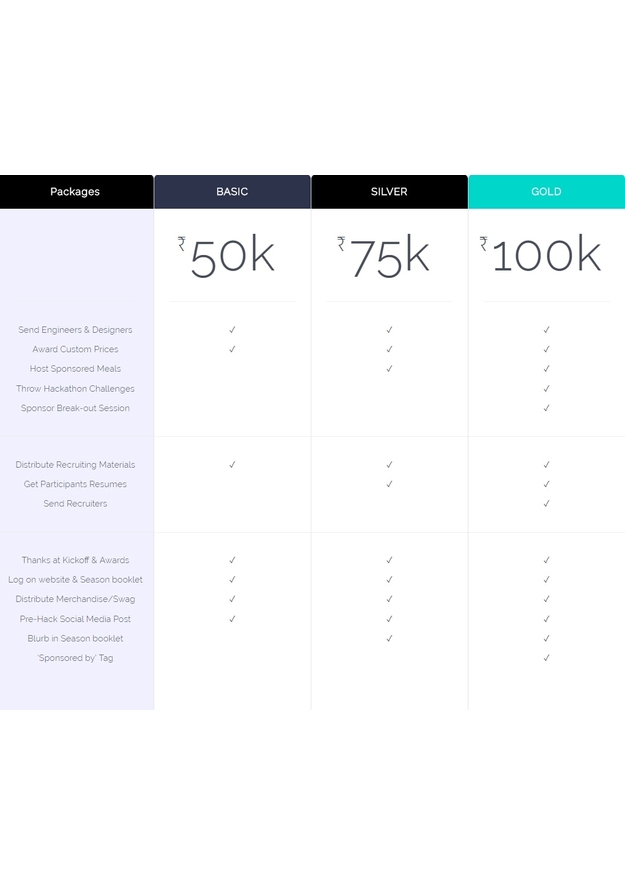 Packages BASIC SILVER GOLD
₹50k ₹75k ₹100k
Send Engineers & Designers ✓ ✓ ✓
Award Custom Prices ✓ ✓ ✓
Host Sponsored Meals ✓ ✓
Throw Hackathon Challenges ✓
Sponsor Break-out Session ✓
Distribute Recruiting Materials ✓ ✓ ✓
Get Participants Resumes ✓ ✓
Send Recruiters ✓
Thanks at Kickoff & Awards ✓ ✓ ✓
Log on website & Season booklet ✓ ✓ ✓
Distribute Merchandise/Swag ✓ ✓ ✓
Pre-Hack Social Media Post ✓ ✓ ✓
Blurb in Season booklet ✓ ✓
'Sponsored by' Tag ✓